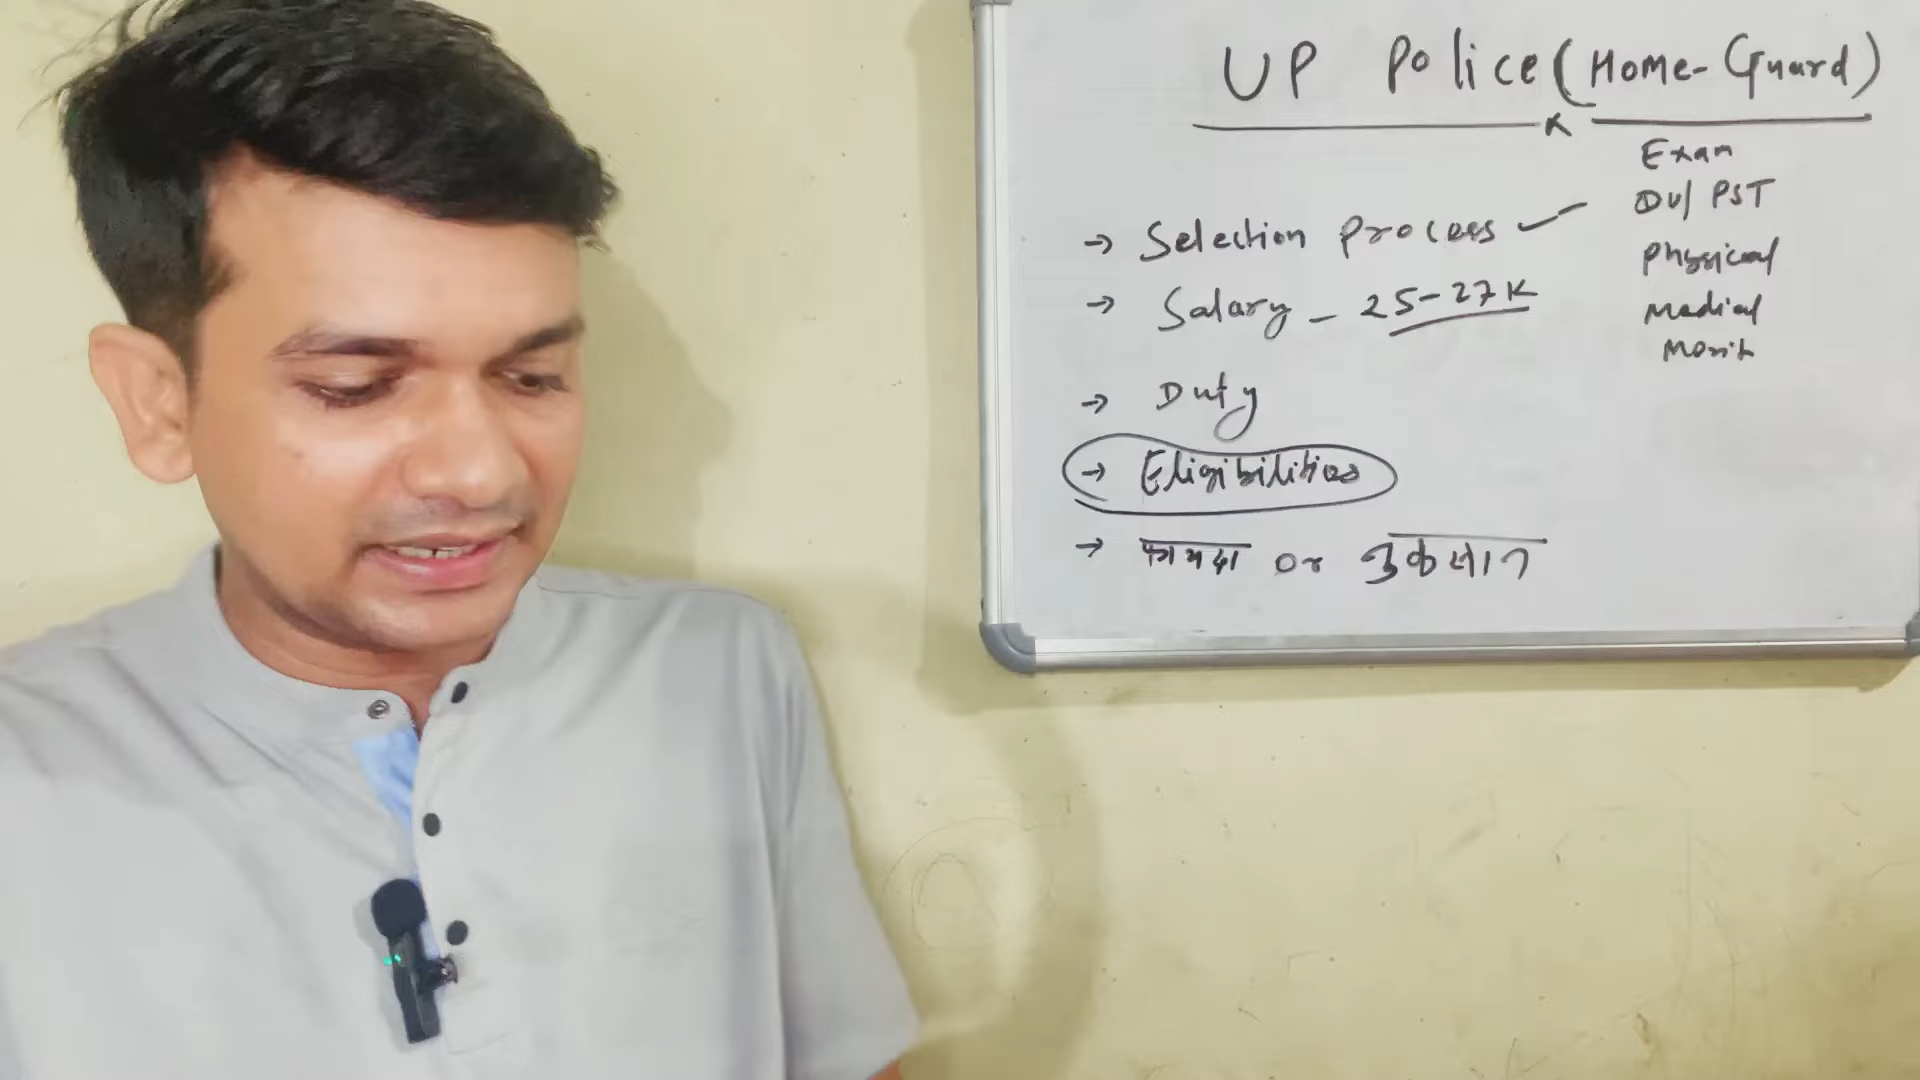 UP Police (Home-Guard)
→ Selection Process
Exam
DV/ PST
Physical
Medical
Merit
→ Salary - 25-27K
→ Duty
→ Eligibilities
→ फायदा or नुकसान